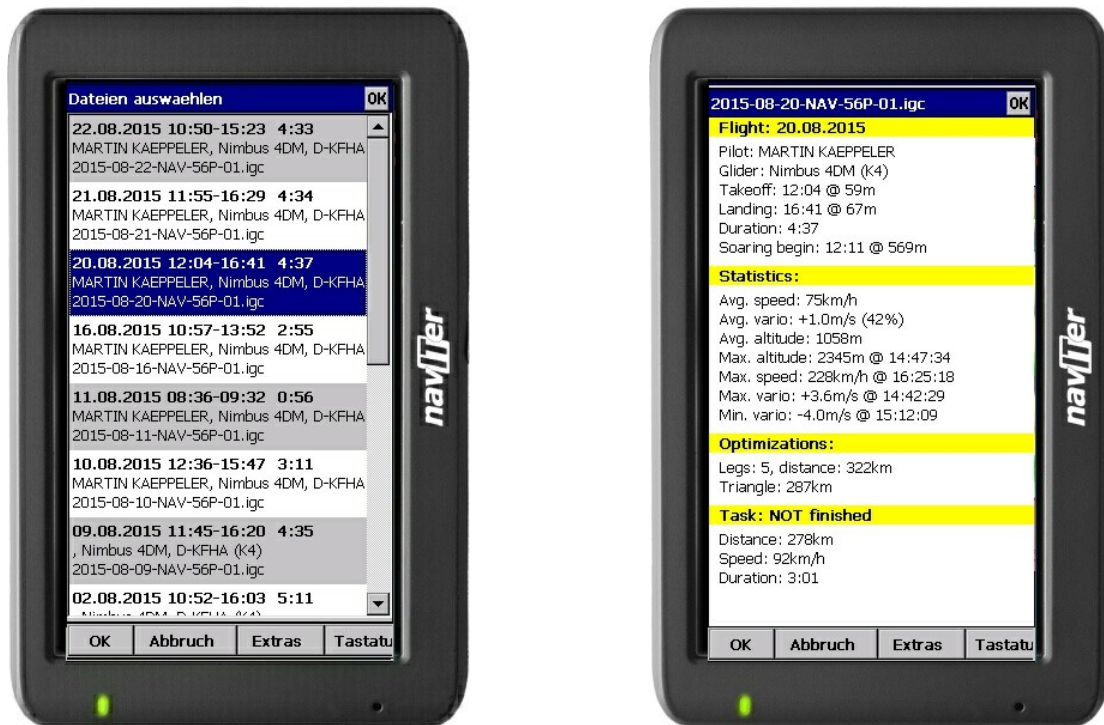 Dateien auswaehlen OK
22.08.2015 10:50-15:23 4:33
MARTIN KAEPPELER, Nimbus 4DM, D-KFHA
2015-08-22-NAV-56P-01.igc
21.08.2015 11:55-16:29 4:34
MARTIN KAEPPELER, Nimbus 4DM, D-KFHA
2015-08-21-NAV-56P-01.igc
20.08.2015 12:04-16:41 4:37
MARTIN KAEPPELER, Nimbus 4DM, D-KFHA
2015-08-20-NAV-56P-01.igc
16.08.2015 10:57-13:52 2:55
MARTIN KAEPPELER, Nimbus 4DM, D-KFHA
2015-08-16-NAV-56P-01.igc
11.08.2015 08:36-09:32 0:56
MARTIN KAEPPELER, Nimbus 4DM, D-KFHA
2015-08-11-NAV-56P-01.igc
10.08.2015 12:36-15:47 3:11
MARTIN KAEPPELER, Nimbus 4DM, D-KFHA
2015-08-10-NAV-56P-01.igc
09.08.2015 11:45-16:20 4:35
, Nimbus 4DM, D-KFHA (K4)
2015-08-09-NAV-56P-01.igc
02.08.2015 10:52-16:03 5:11
, Nimbus 4DM, D-KFHA (K4)
OK Abbruch Extras Tastatu
naviter
2015-08-20-NAV-56P-01.igc OK
Flight: 20.08.2015
Pilot: MARTIN KAEPPELER
Glider: Nimbus 4DM (K4)
Takeoff: 12:04 @ 59m
Landing: 16:41 @ 67m
Duration: 4:37
Soaring begin: 12:11 @ 569m
Statistics:
Avg. speed: 75km/h
Avg. vario: +1.0m/s (42%)
Avg. altitude: 1058m
Max. altitude: 2345m @ 14:47:34
Max. speed: 228km/h @ 16:25:18
Max. vario: +3.6m/s @ 14:42:29
Min. vario: -4.0m/s @ 15:12:09
Optimizations:
Legs: 5, distance: 322km
Triangle: 287km
Task: NOT finished
Distance: 278km
Speed: 92km/h
Duration: 3:01
OK Abbruch Extras Tastatu
naviter